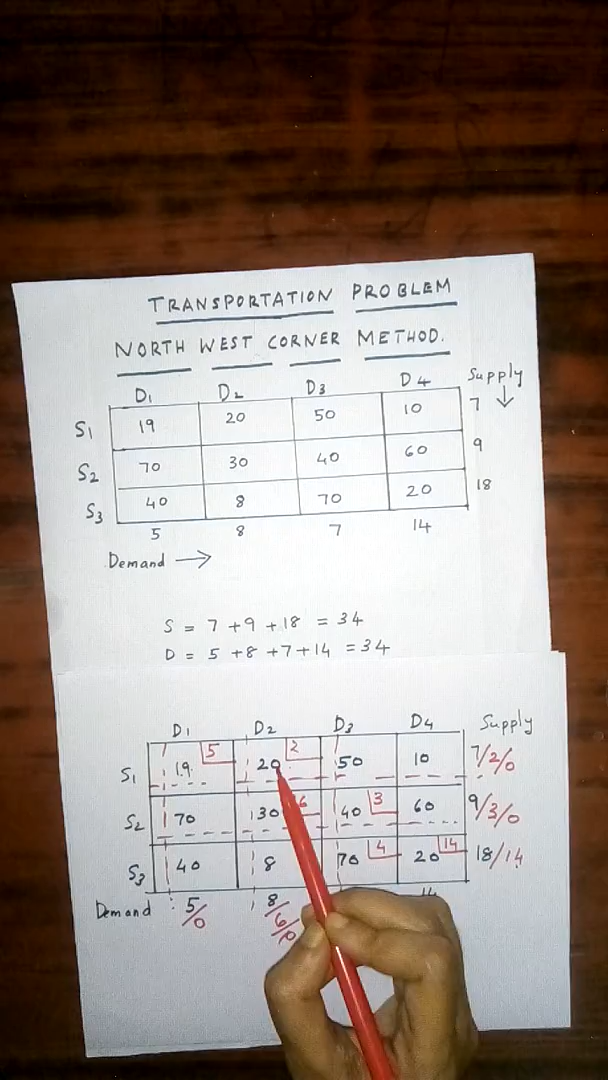 TRANSPORTATION PROBLEM
NORTH WEST CORNER METHOD.
D1 D2 D3 D4 Supply
S1 19 20 50 10 7
S2 70 30 40 60 9
S3 40 8 70 20 18
5 8 7 14
Demand
S = 7 + 9 + 18 = 34
D = 5 + 8 + 7 + 14 = 34
D1 D2 D3 D4 Supply
S1 19 5 20 2 50 10 7/2/0
S2 70 30 6 40 3 60 9/3/0
S3 40 8 70 4 20 14 18/14
Demand 5/0 8/6/0